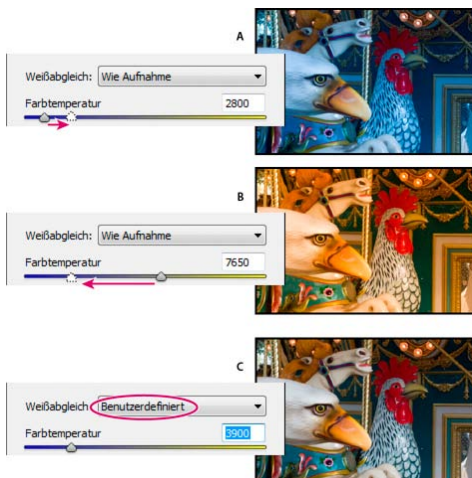 A
Weißabgleich: Wie Aufnahme
Farbtemperatur 2800
B
Weißabgleich: Wie Aufnahme
Farbtemperatur 7650
C
Weißabgleich Benutzerdefiniert
Farbtemperatur 3900